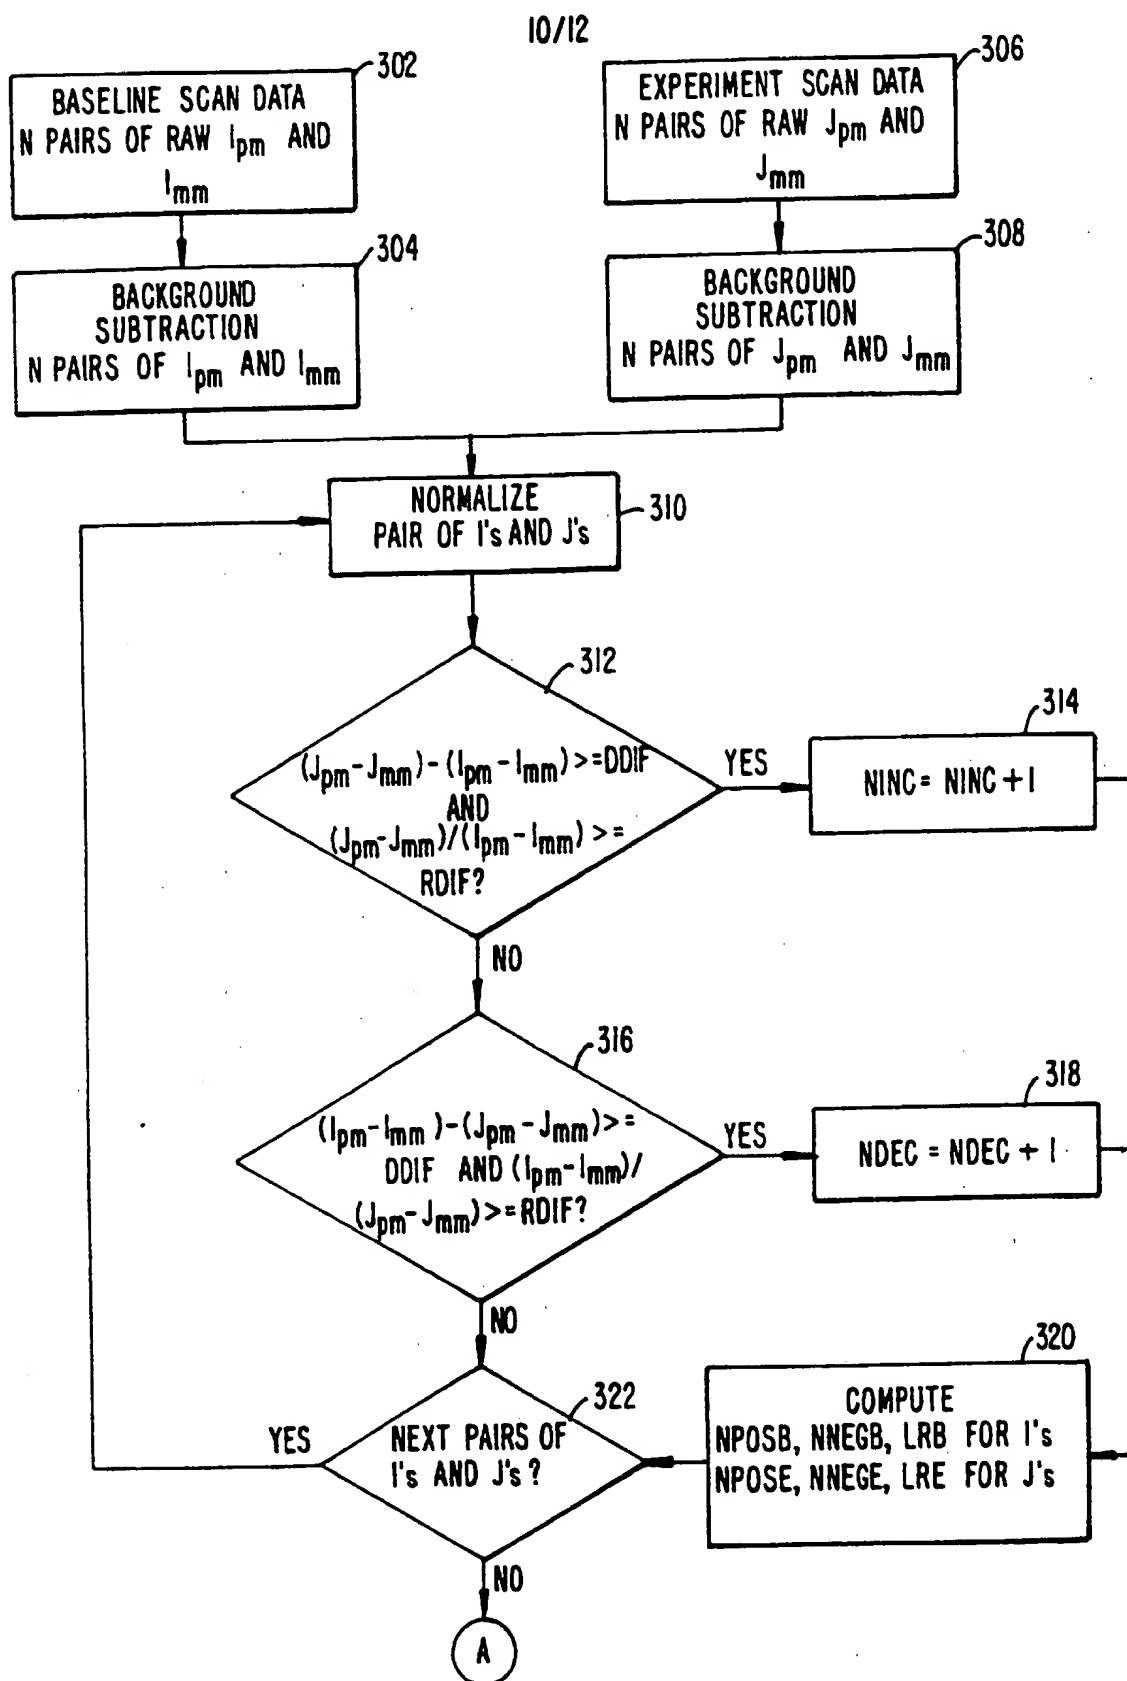 10/12
302
BASELINE SCAN DATA
N PAIRS OF RAW Ipm AND
Imm
306
EXPERIMENT SCAN DATA
N PAIRS OF RAW Jpm AND
Jmm
304
BACKGROUND
SUBTRACTION
N PAIRS OF Ipm AND Imm
308
BACKGROUND
SUBTRACTION
N PAIRS OF Jpm AND Jmm
NORMALIZE
PAIR OF I's AND J's
310
312
(Jpm-Jmm)-(Ipm-Imm)>=DDIF
AND
(Jpm-Jmm)/(Ipm-Imm)>=
RDIF?
YES
314
NINC= NINC+1
NO
316
(Ipm-Imm)-(Jpm-Jmm)>=
DDIF AND (Ipm-Imm)/
(Jpm-Jmm)>=RDIF?
YES
318
NDEC = NDEC + 1
NO
322
NEXT PAIRS OF
I's AND J's?
YES
320
COMPUTE
NPOSB, NNEGB, LRB FOR I's
NPOSE, NNEGE, LRE FOR J's
NO
A